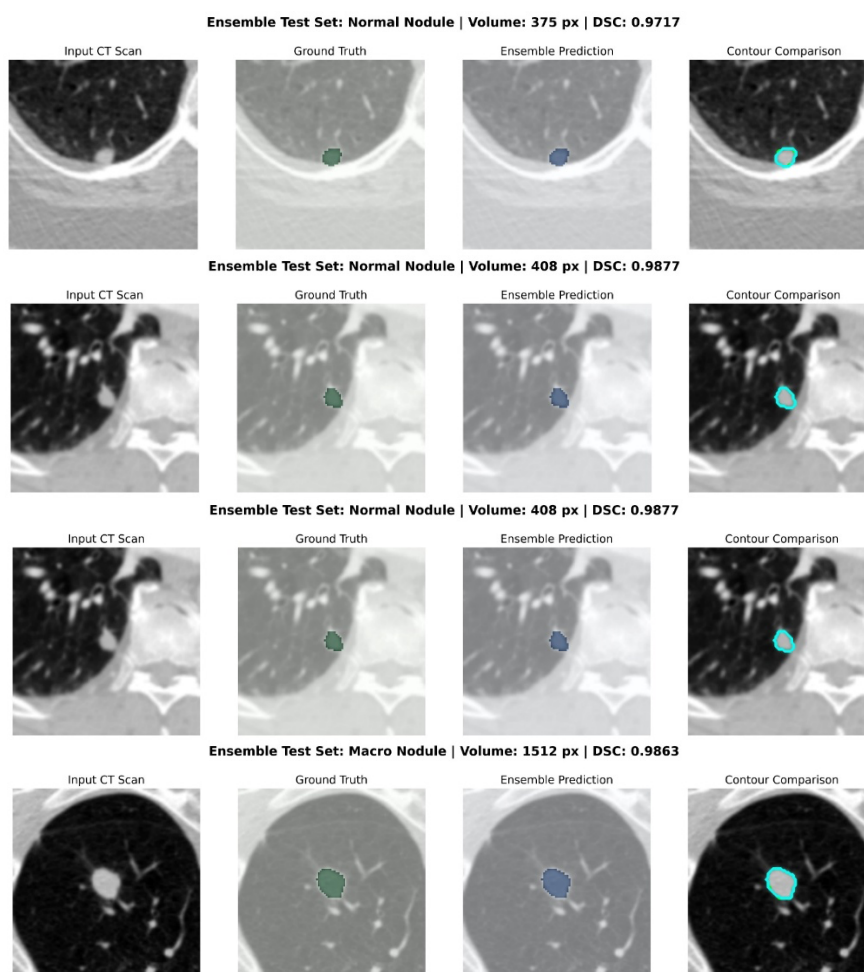 Ensemble Test Set: Normal Nodule | Volume: 375 px | DSC: 0.9717
Input CT Scan Ground Truth Ensemble Prediction Contour Comparison
Ensemble Test Set: Normal Nodule | Volume: 408 px | DSC: 0.9877
Input CT Scan Ground Truth Ensemble Prediction Contour Comparison
Ensemble Test Set: Normal Nodule | Volume: 408 px | DSC: 0.9877
Input CT Scan Ground Truth Ensemble Prediction Contour Comparison
Ensemble Test Set: Macro Nodule | Volume: 1512 px | DSC: 0.9863
Input CT Scan Ground Truth Ensemble Prediction Contour Comparison